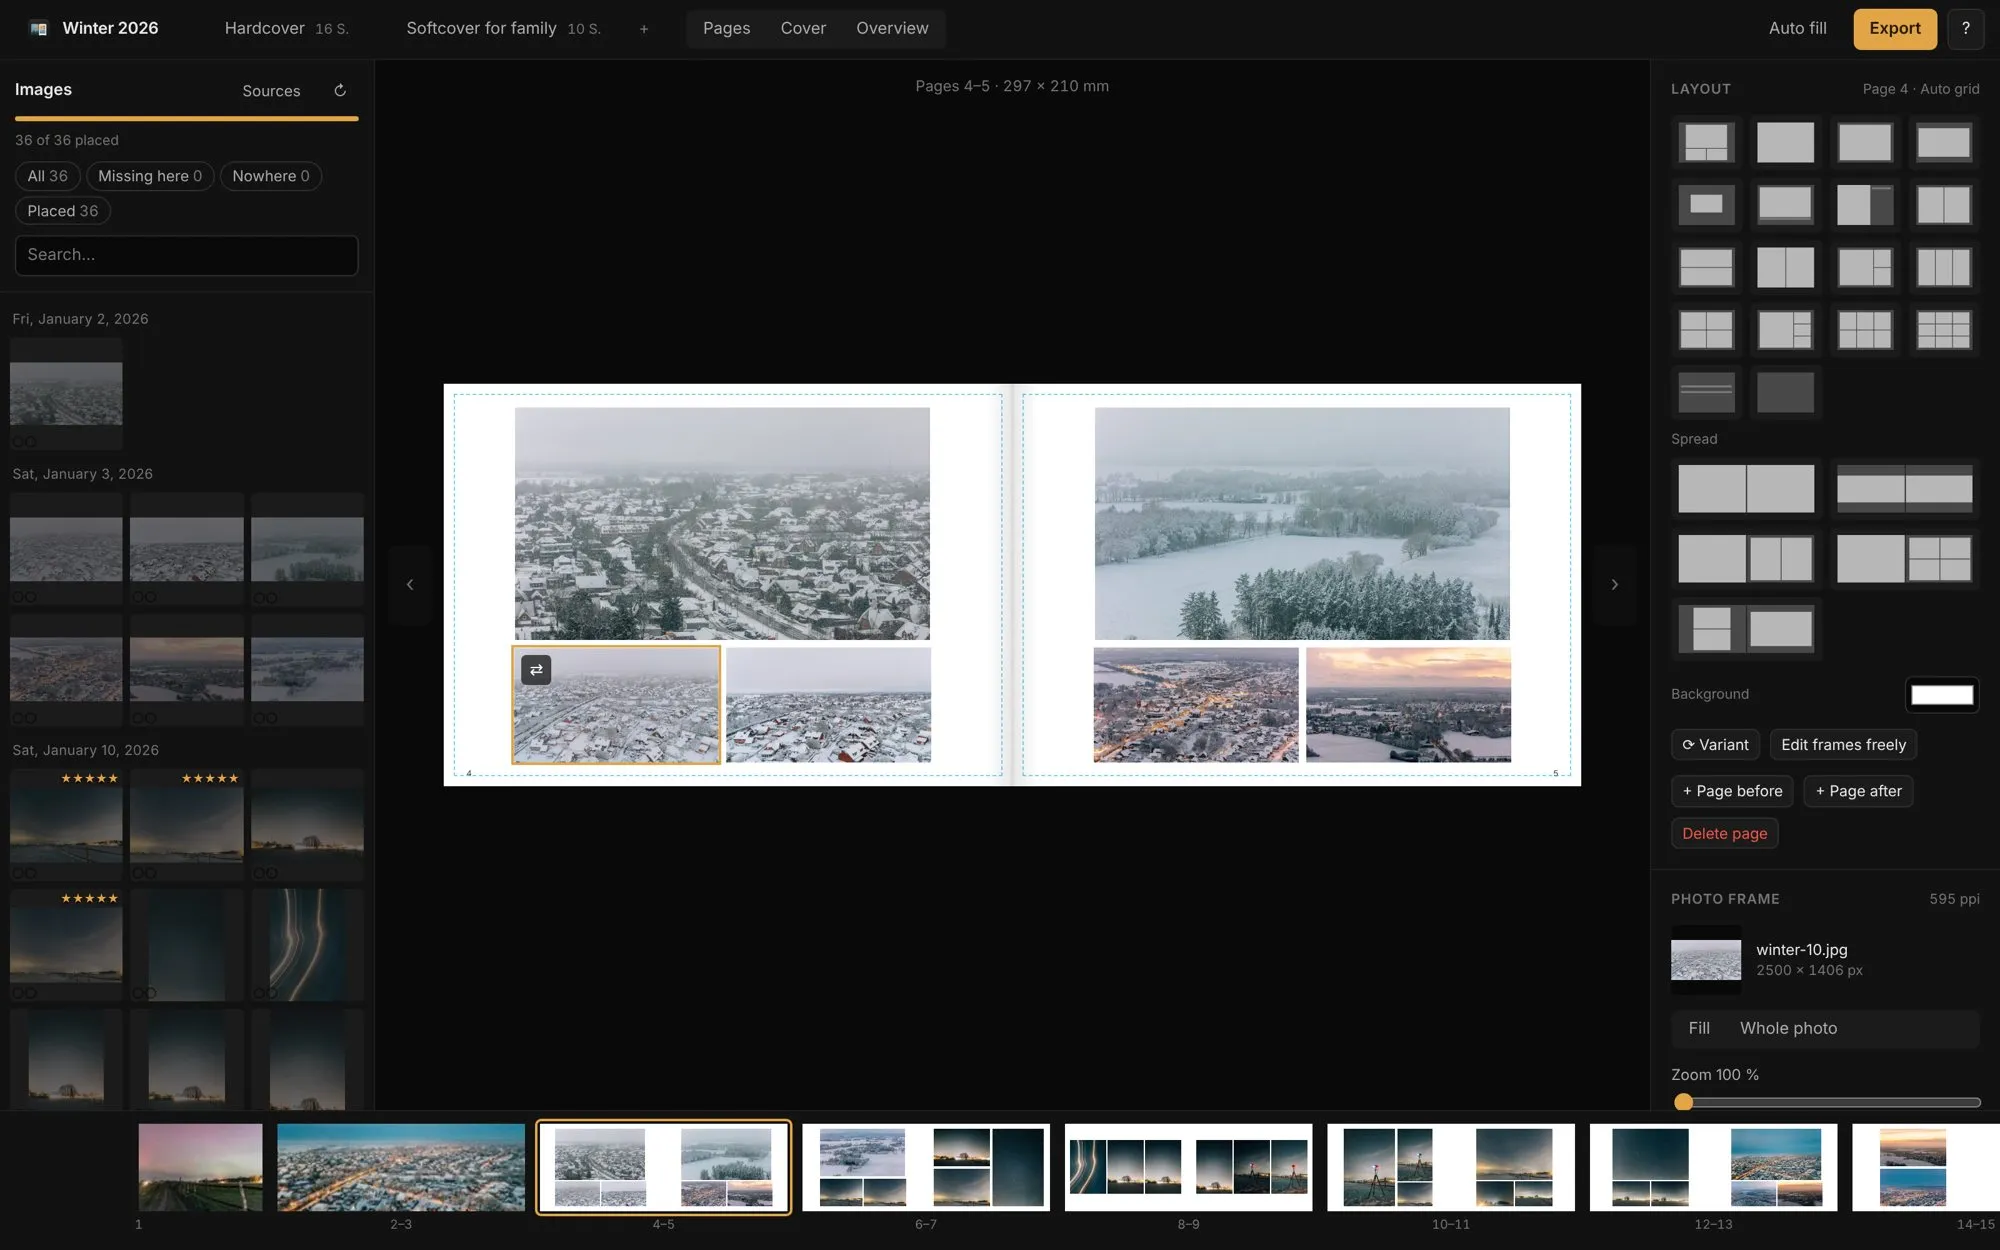 Winter 2026
Hardcover 16 S.
Softcover for family 10 S.
+
Pages
Cover
Overview
Auto fill
Export
?
Images
Sources
36 of 36 placed
All 36
Missing here 0
Nowhere 0
Placed 36
Search...
Fri, January 2, 2026
Sat, January 3, 2026
Sat, January 10, 2026
Pages 4–5 · 297 × 210 mm
4
5
LAYOUT
Page 4 · Auto grid
Spread
Background
⟳ Variant
Edit frames freely
+ Page before
+ Page after
Delete page
PHOTO FRAME
595 ppi
winter-10.jpg
2500 × 1406 px
Fill
Whole photo
Zoom 100 %
1
2–3
4–5
6–7
8–9
10–11
12–13
14–15